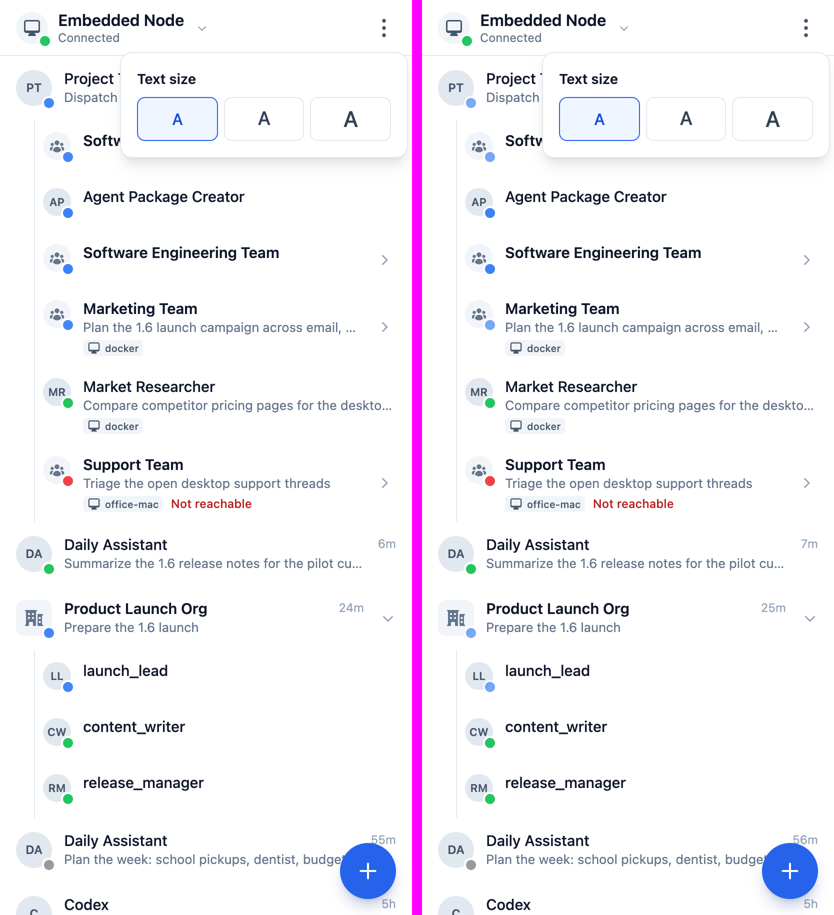 Embedded Node
Connected
Text size
A A A
PT
Project
Dispatch
Softw
AP
Agent Package Creator
Software Engineering Team
Marketing Team
Plan the 1.6 launch campaign across email, ...
docker
MR
Market Researcher
Compare competitor pricing pages for the deskto...
docker
Support Team
Triage the open desktop support threads
office-mac Not reachable
DA
Daily Assistant 6m
Summarize the 1.6 release notes for the pilot cu...
Product Launch Org 24m
Prepare the 1.6 launch
LL
launch_lead
CW
content_writer
RM
release_manager
DA
Daily Assistant 55m
Plan the week: school pickups, dentist, budget
C
Codex 5h
Embedded Node
Connected
Text size
A A A
PT
Project
Dispatch
Softw
AP
Agent Package Creator
Software Engineering Team
Marketing Team
Plan the 1.6 launch campaign across email, ...
docker
MR
Market Researcher
Compare competitor pricing pages for the deskto...
docker
Support Team
Triage the open desktop support threads
office-mac Not reachable
DA
Daily Assistant 7m
Summarize the 1.6 release notes for the pilot cu...
Product Launch Org 25m
Prepare the 1.6 launch
LL
launch_lead
CW
content_writer
RM
release_manager
DA
Daily Assistant 56m
Plan the week: school pickups, dentist, budget
C
Codex 5h